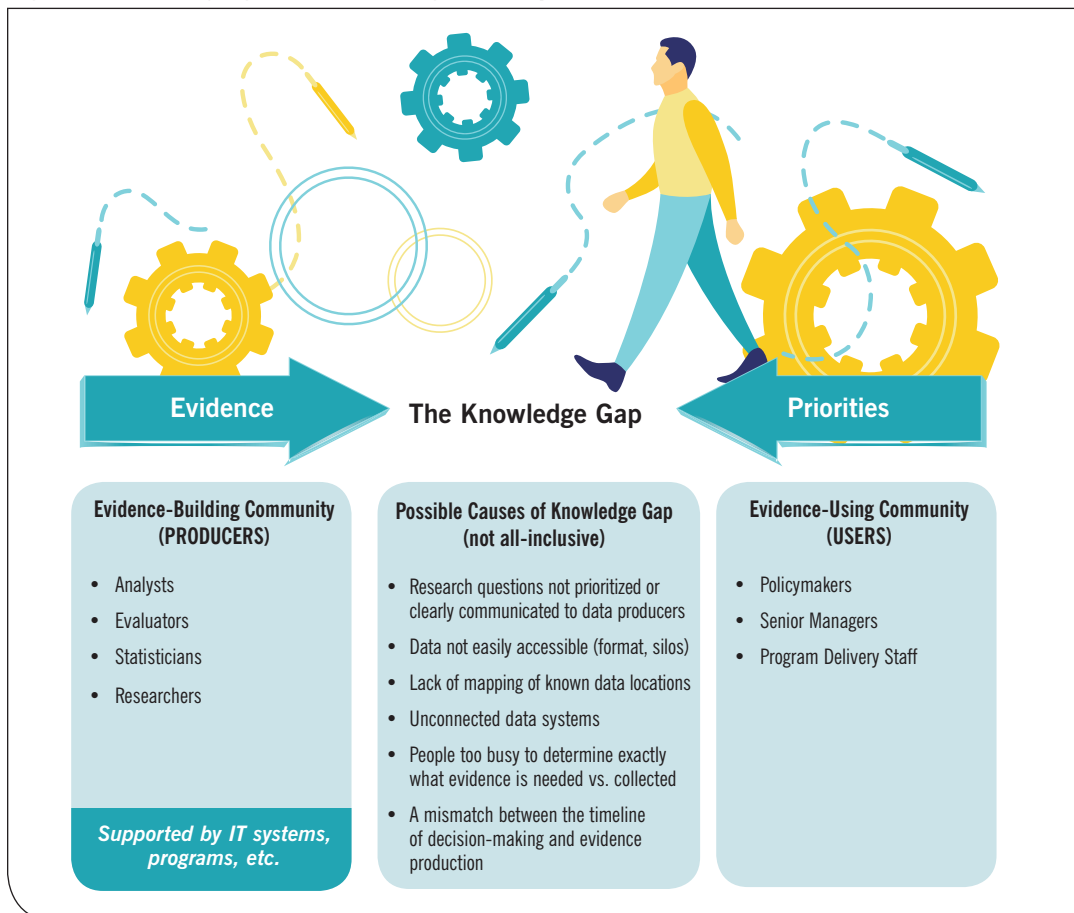 Evidence
The Knowledge Gap
Priorities
Evidence-Building Community
(PRODUCERS)
• Analysts
• Evaluators
• Statisticians
• Researchers
Supported by IT systems,
programs, etc.
Possible Causes of Knowledge Gap
(not all-inclusive)
• Research questions not prioritized or
clearly communicated to data producers
• Data not easily accessible (format, silos)
• Lack of mapping of known data locations
• Unconnected data systems
• People too busy to determine exactly
what evidence is needed vs. collected
• A mismatch between the timeline
of decision-making and evidence
production
Evidence-Using Community
(USERS)
• Policymakers
• Senior Managers
• Program Delivery Staff